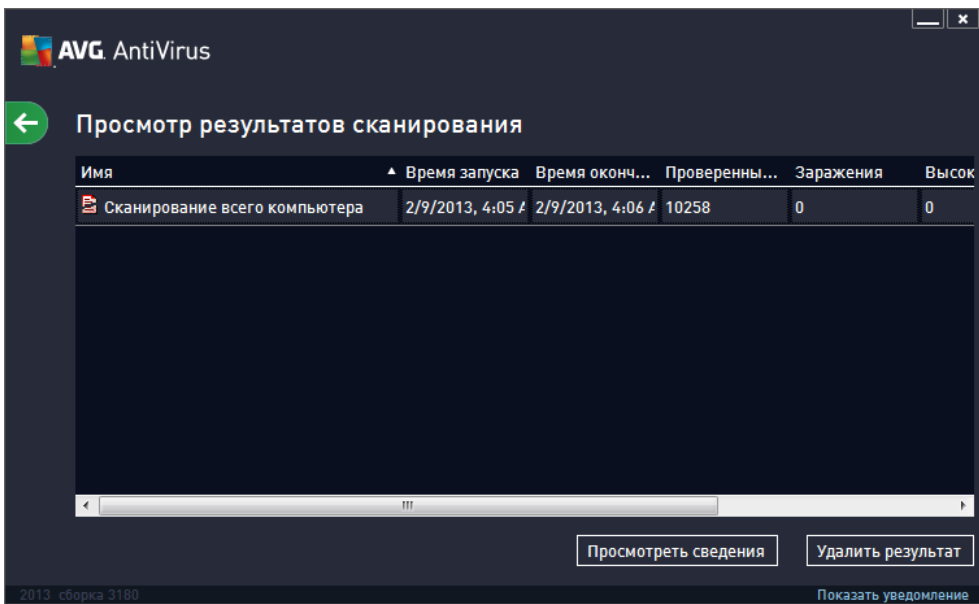 AVG. AntiVirus
Просмотр результатов сканирования
Имя Время запуска Время оконч... Проверенны... Заражения Высок
Сканирование всего компьютера 2/9/2013, 4:05 A 2/9/2013, 4:06 A 10258 0 0
Просмотреть сведения Удалить результат
2013 сборка 3180 Показать уведомление